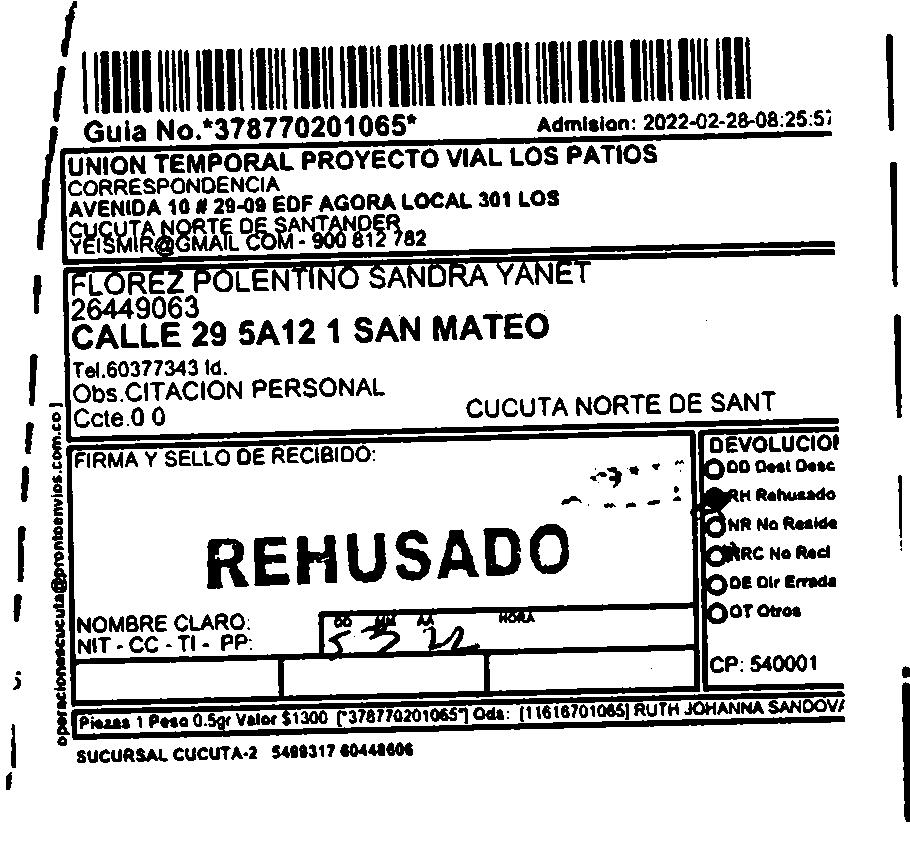 Guia No.*378770201065*
Admision: 2022-02-28-08:25:57
UNION TEMPORAL PROYECTO VIAL LOS PATIOS
CORRESPONDENCIA
AVENIDA 10 # 29-09 EDF AGORA LOCAL 301 LOS
CUCUTA NORTE DE SANTANDER
YEISMIR@GMAIL COM - 900 812 782
FLOREZ POLENTINO SANDRA YANET
26449063
CALLE 29 5A12 1 SAN MATEO
Tel.60377343 Id.
Obs.CITACION PERSONAL
Ccte.0 0
CUCUTA NORTE DE SANT
FIRMA Y SELLO DE RECIBIDO:
REHUSADO
NOMBRE CLARO:
NIT - CC - TI - PP:
DD MM AA HORA
5 3 22
DEVOLUCION
DD Dest Desc
RH Rehusado
NR No Reside
NRC No Recl
DE Dir Errada
OT Otros
CP: 540001
Piezas 1 Peso 0.5gr Valor $1300 ["378770201065"] Ods: [11616701065] RUTH JOHANNA SANDOVA
SUCURSAL CUCUTA-2 5489317 60448606
operacionescucuta@prontoenvios.com.co]